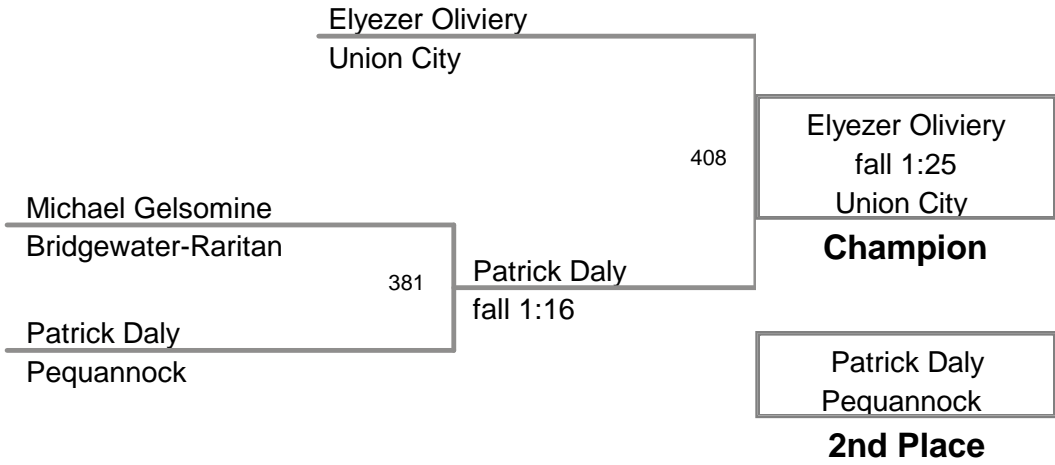 Elyezer Oliviery
Union City
Elyezer Oliviery
fall 1:25
Union City
Champion
408
Michael Gelsomine
Bridgewater-Raritan
381
Patrick Daly
fall 1:16
Patrick Daly
Pequannock
Patrick Daly
Pequannock
2nd Place